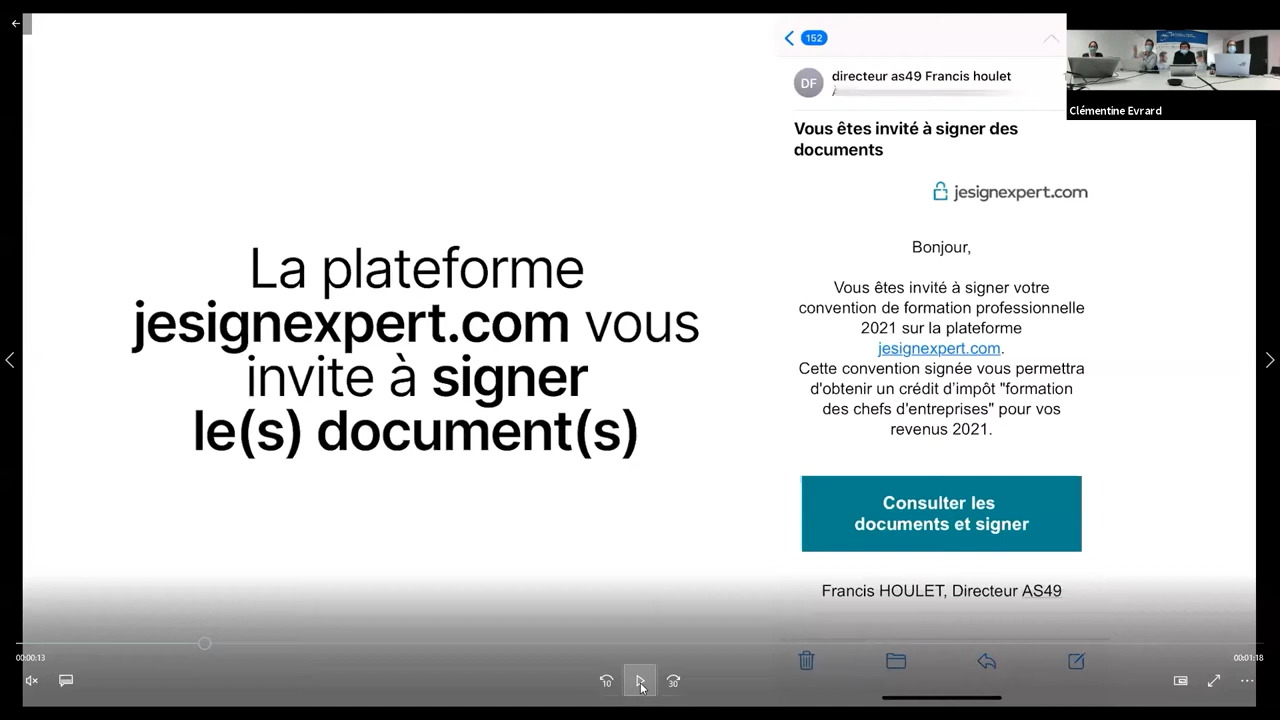 La plateforme
jesignexpert.com vous
invite à signer
le(s) document(s)
152
DF
directeur as49 Francis houlet
Vous êtes invité à signer des
documents
jesignexpert.com
Bonjour,
Vous êtes invité à signer votre
convention de formation professionnelle
2021 sur la plateforme
jesignexpert.com.
Cette convention signée vous permettra
d'obtenir un crédit d'impôt "formation
des chefs d'entreprises" pour vos
revenus 2021.
Consulter les
documents et signer
Francis HOULET, Directeur AS49
Clémentine Evrard
00:00:13
00:01:18
10
30